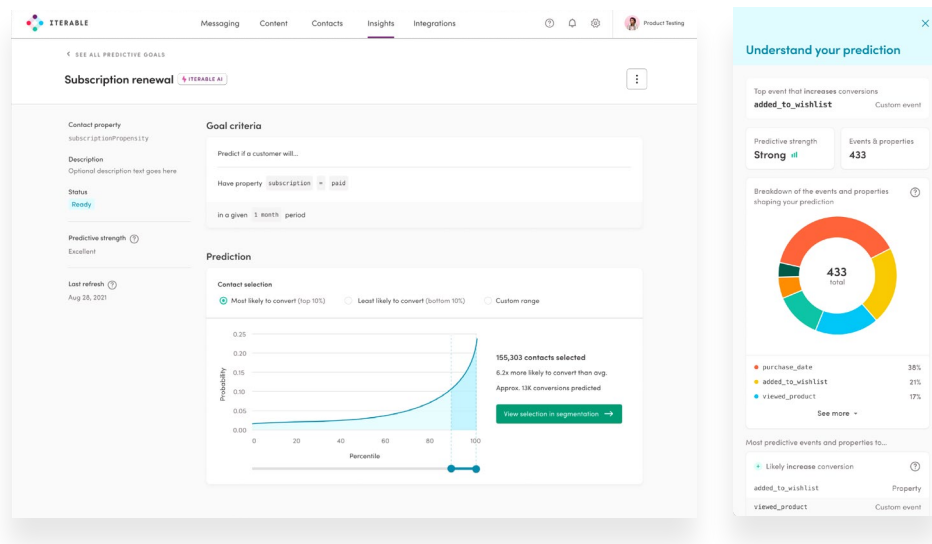 ITERABLE
Messaging Content Contacts Insights Integrations
Product Testing
SEE ALL PREDICTIVE GOALS
Subscription renewal ITERABLE AI
Contact property
subscriptionPropensity
Description
Optional description text goes here
Status
Ready
Predictive strength ?
Excellent
Last refresh ?
Aug 28, 2021
Goal criteria
Predict if a customer will...
Have property subscription = paid
in a given 1 month period
Prediction
Contact selection
Most likely to convert (top 10%) Least likely to convert (bottom 10%) Custom range
Probability
0.25
0.20
0.15
0.10
0.05
0.00
0 20 40 60 80 100
Percentile
155,303 contacts selected
6.2x more likely to convert than avg.
Approx. 13K conversions predicted
View selection in segmentation →
Understand your prediction
Top event that increases conversions
added_to_wishlist Custom event
Predictive strength
Strong
Events & properties
433
Breakdown of the events and properties
shaping your prediction
?
433
total
purchase_date 38%
added_to_wishlist 21%
viewed_product 17%
See more
Most predictive events and properties to...
+ Likely increase conversion ?
added_to_wishlist Property
viewed_product Custom event